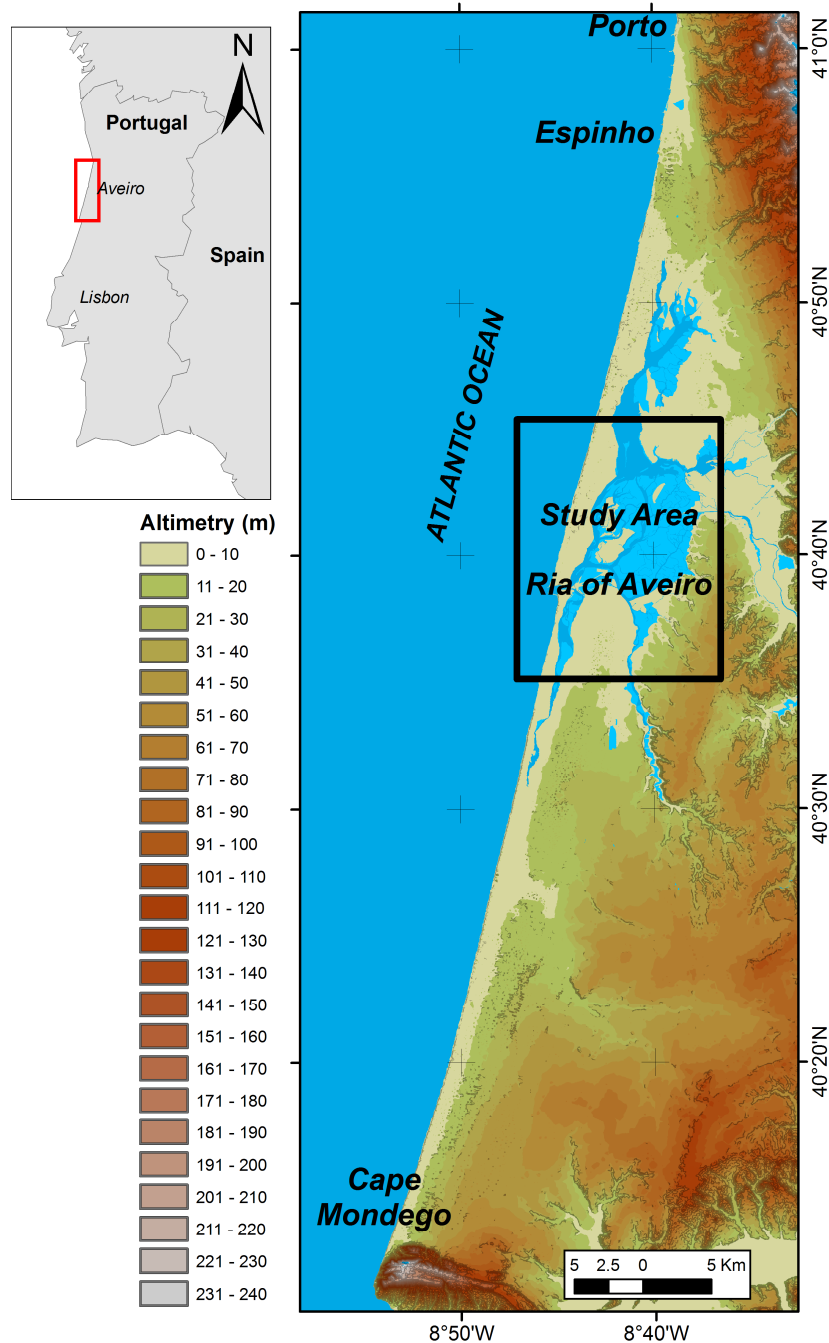 N
Portugal
Aveiro
Spain
Lisbon
Altimetry (m)
0 - 10
11 - 20
21 - 30
31 - 40
41 - 50
51 - 60
61 - 70
71 - 80
81 - 90
91 - 100
101 - 110
111 - 120
121 - 130
131 - 140
141 - 150
151 - 160
161 - 170
171 - 180
181 - 190
191 - 200
201 - 210
211 - 220
221 - 230
231 - 240
Porto
Espinho
ATLANTIC OCEAN
Study Area
Ria of Aveiro
Cape
Mondego
5 2.5 0 5 Km
41°0'N
40°50'N
40°40'N
40°30'N
40°20'N
8°50'W 8°40'W